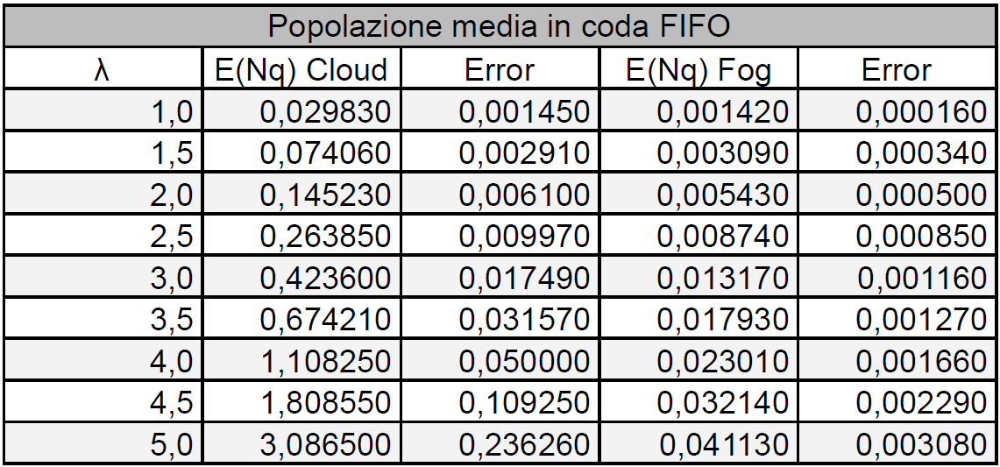 Popolazione media in coda FIFO
λ E(Nq) Cloud Error E(Nq) Fog Error
1,0 0,029830 0,001450 0,001420 0,000160
1,5 0,074060 0,002910 0,003090 0,000340
2,0 0,145230 0,006100 0,005430 0,000500
2,5 0,263850 0,009970 0,008740 0,000850
3,0 0,423600 0,017490 0,013170 0,001160
3,5 0,674210 0,031570 0,017930 0,001270
4,0 1,108250 0,050000 0,023010 0,001660
4,5 1,808550 0,109250 0,032140 0,002290
5,0 3,086500 0,236260 0,041130 0,003080